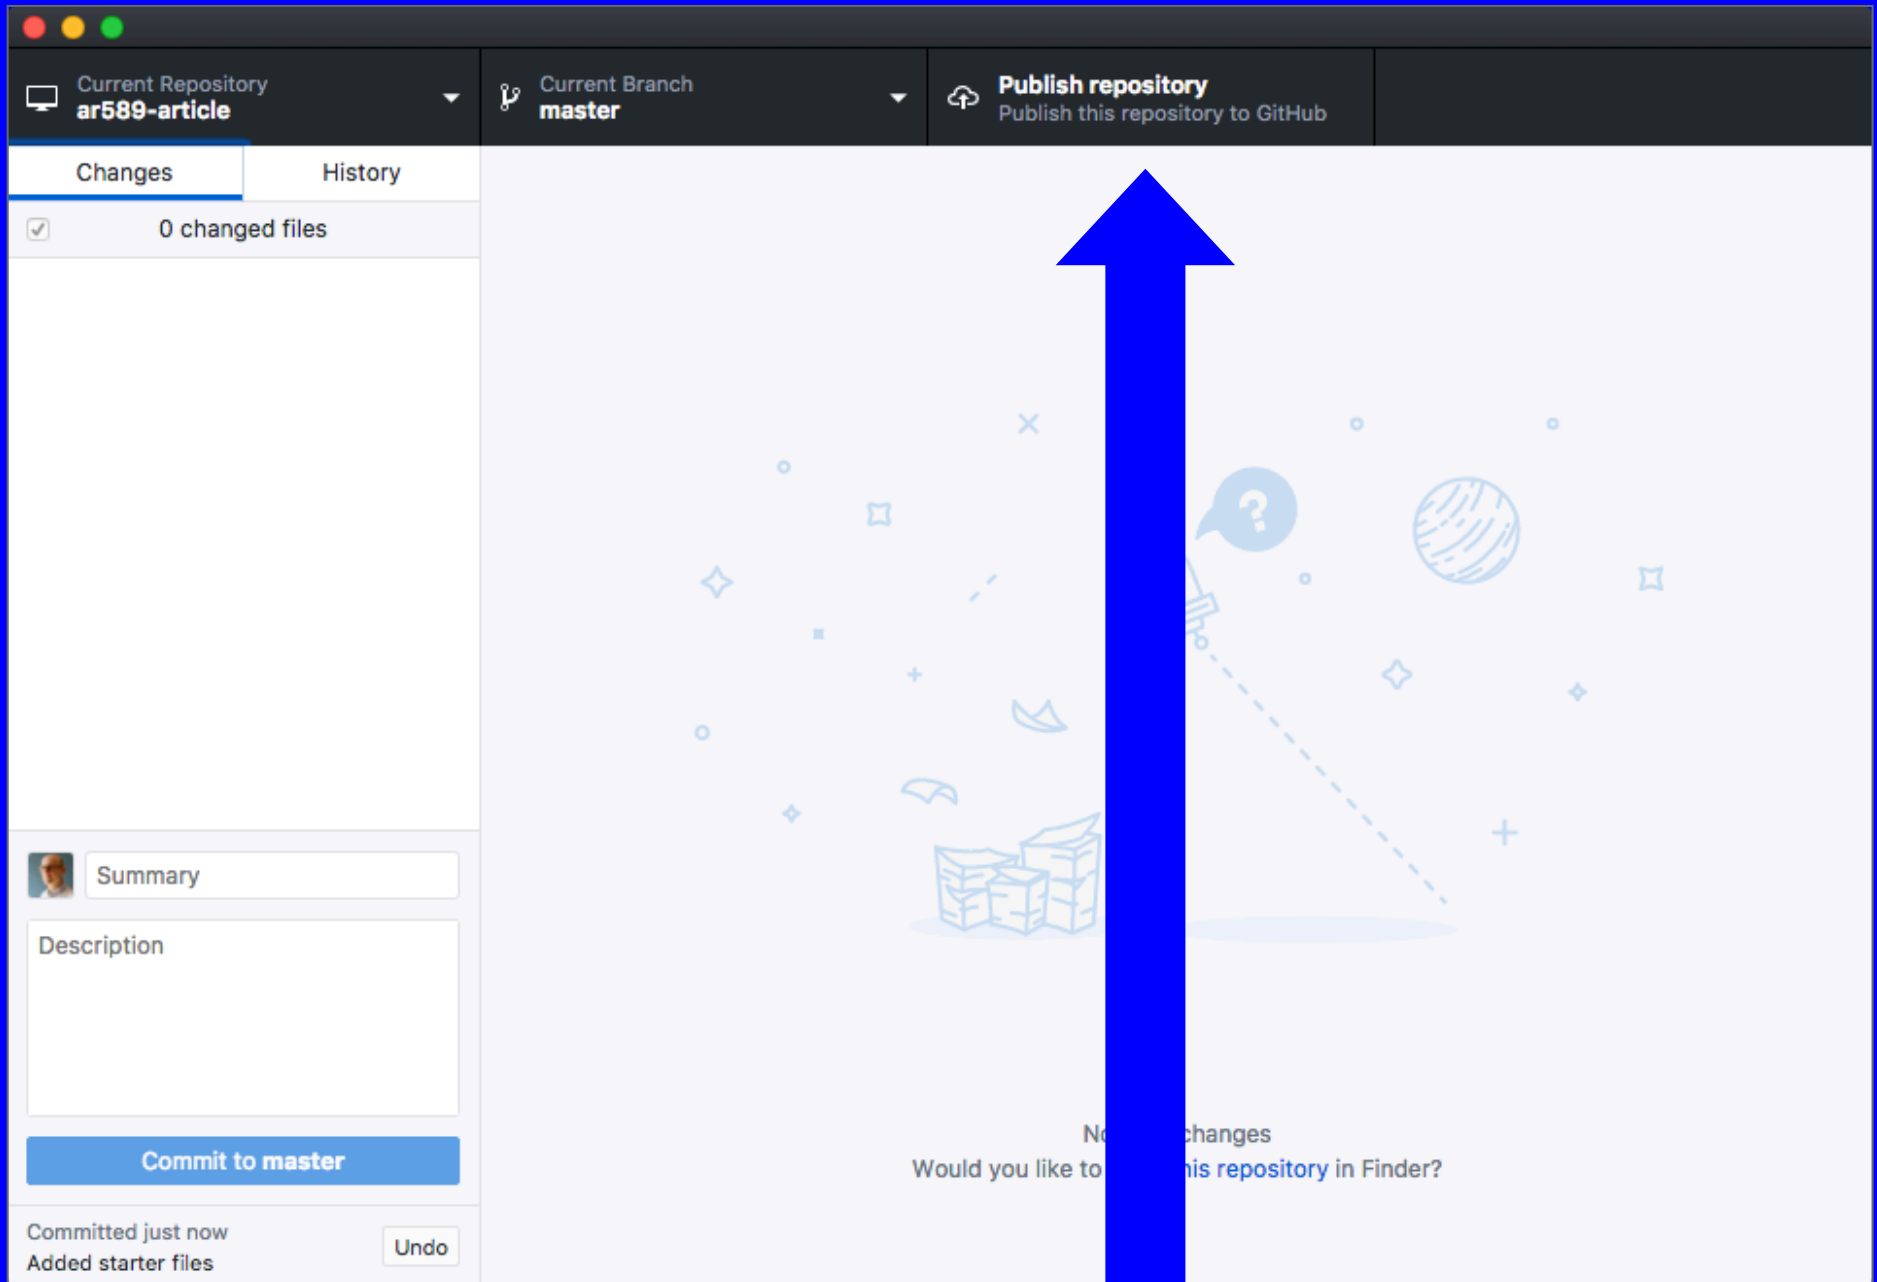 Current Repository
ar589-article
Current Branch
master
Publish repository
Publish this repository to GitHub
Changes
History
0 changed files
?
Summary
Description
Commit to master
Committed just now
Added starter files
Undo
changes
Would you like to
repository in Finder?